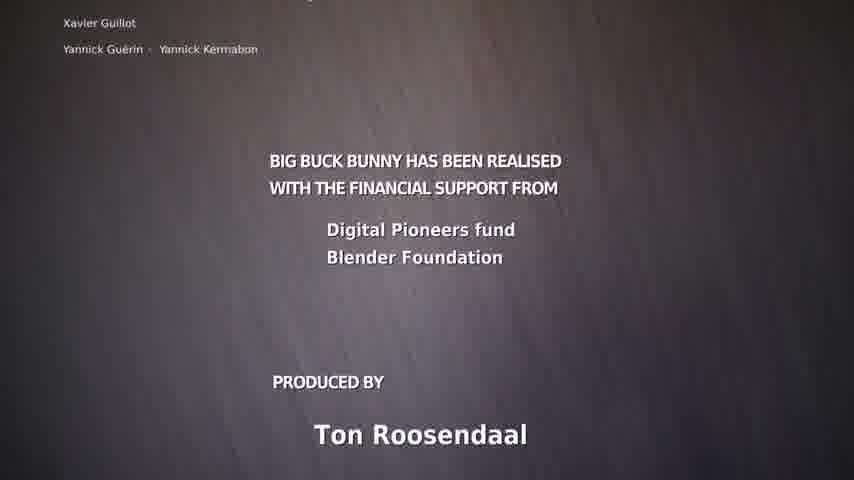 Xavier Guillot
Yannick Guérin - Yannick Kermabon
BIG BUCK BUNNY HAS BEEN REALISED
WITH THE FINANCIAL SUPPORT FROM
Digital Pioneers fund
Blender Foundation
PRODUCED BY
Ton Roosendaal